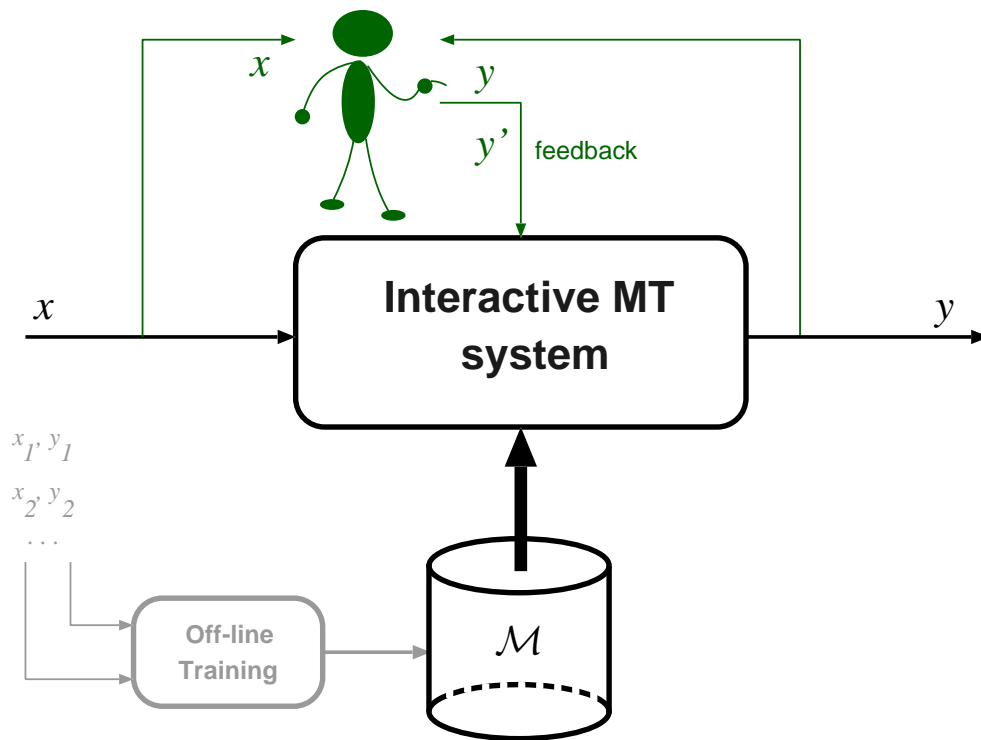 x
y
y’
feedback
x
Interactive MT
system
y
x1, y1
x2, y2
. . .
Off-line
Training
M